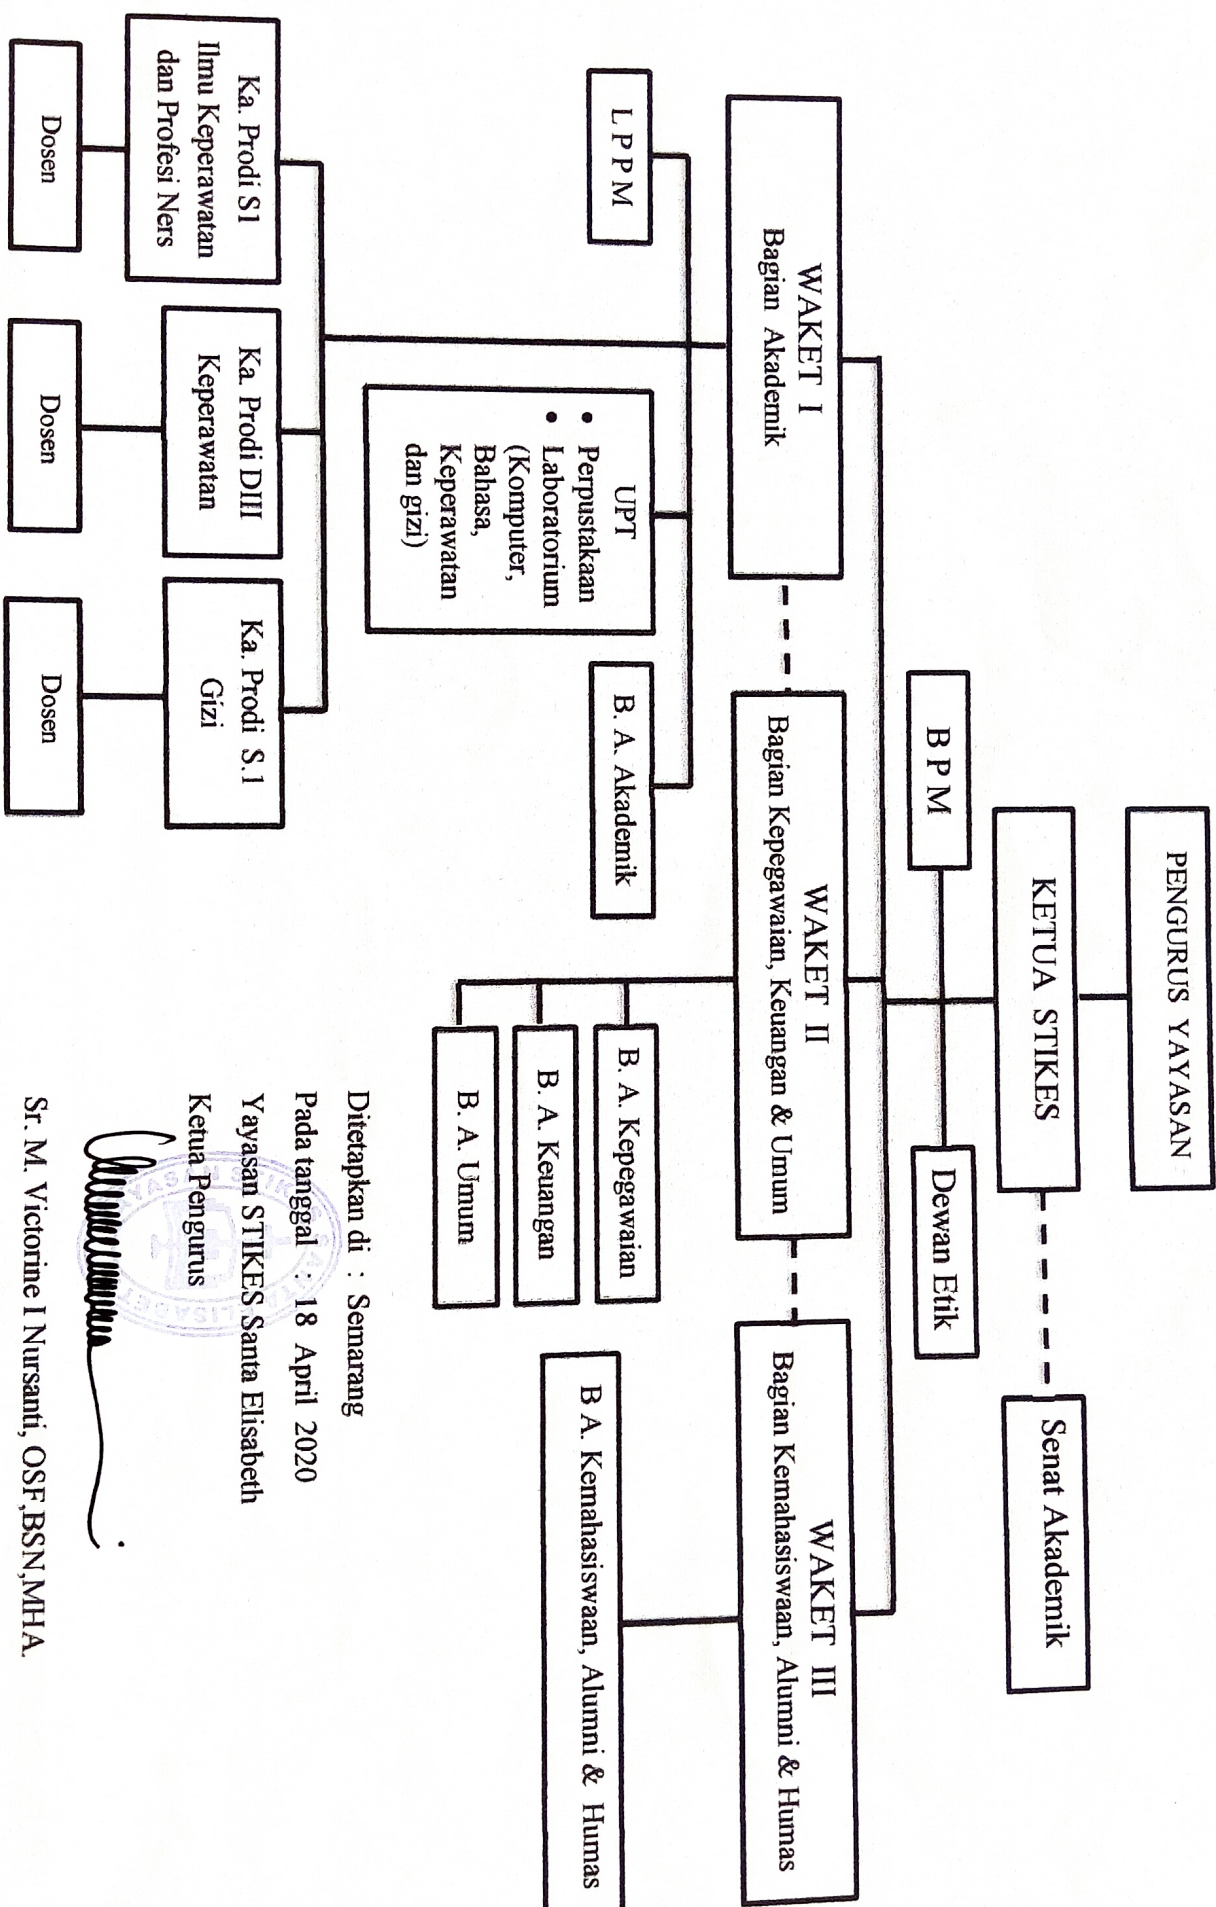 PENGURUS YAYASAN
KETUA STIKES
Senat Akademik
B P M
Dewan Etik
WAKET I
Bagian Akademik
WAKET II
Bagian Kepegawaian, Keuangan & Umum
WAKET III
Bagian Kemahasiswaan, Alumni & Humas
L P P M
UPT
• Perpustakaan
• Laboratorium
(Komputer,
Bahasa,
Keperawatan
dan gizi)
B. A. Akademik
B. A. Kepegawaian
B. A. Keuangan
B. A. Umum
B A. Kemahasiswaan, Alumni & Humas
Ka. Prodi S1
Ilmu Keperawatan
dan Profesi Ners
Ka. Prodi DIII
Keperawatan
Ka. Prodi S.1
Gizi
Dosen
Dosen
Dosen
Ditetapkan di : Semarang
Pada tanggal : 18 April 2020
Yayasan STIKES Santa Elisabeth
Ketua Pengurus
Sr. M. Victorine I Nursanti, OSF,BSN,MHA.